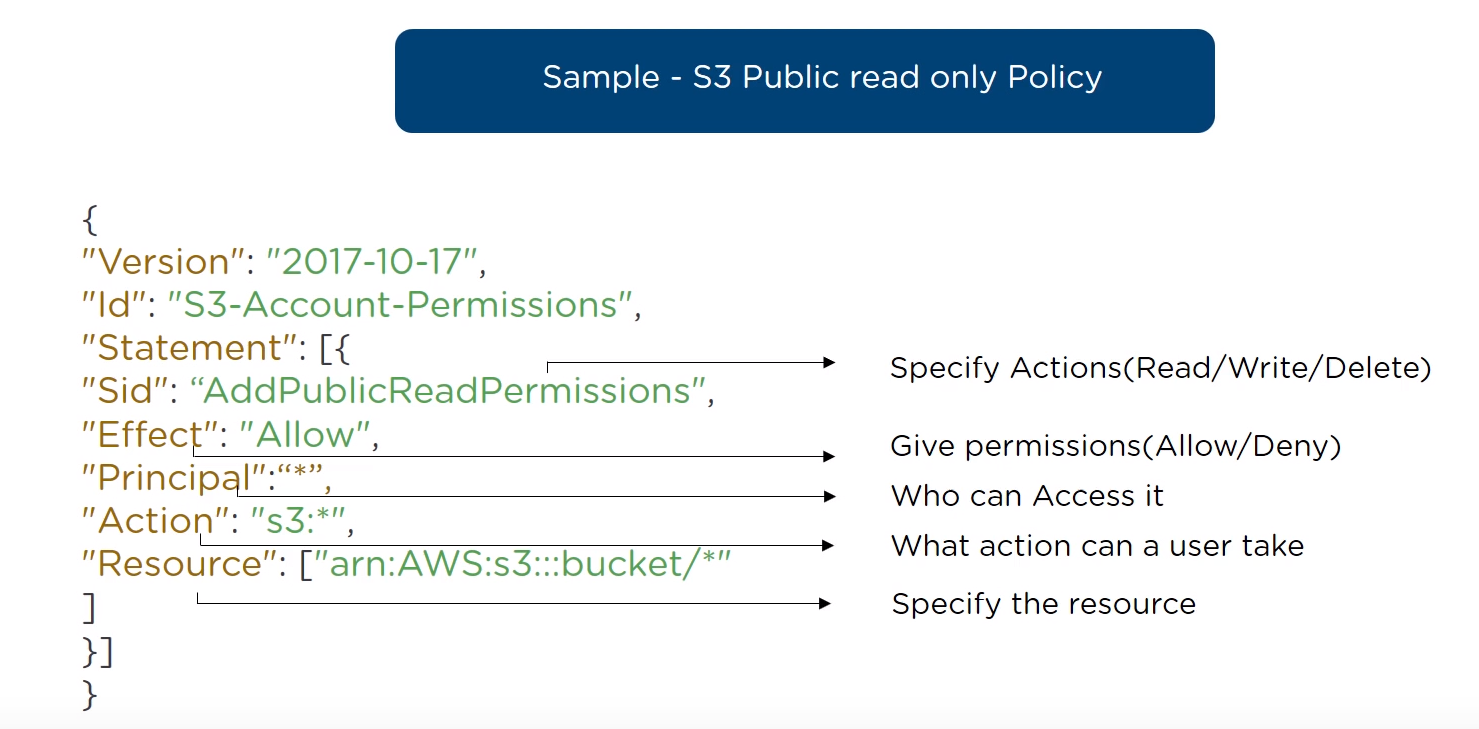 Sample - S3 Public read only Policy
{
"Version": "2017-10-17",
"Id": "S3-Account-Permissions",
"Statement": [{
"Sid": “AddPublicReadPermissions",
"Effect": "Allow",
"Principal":“*”,
"Action": "s3:*",
"Resource": ["arn:AWS:s3:::bucket/*"
]
}]
}
Specify Actions(Read/Write/Delete)
Give permissions(Allow/Deny)
Who can Access it
What action can a user take
Specify the resource